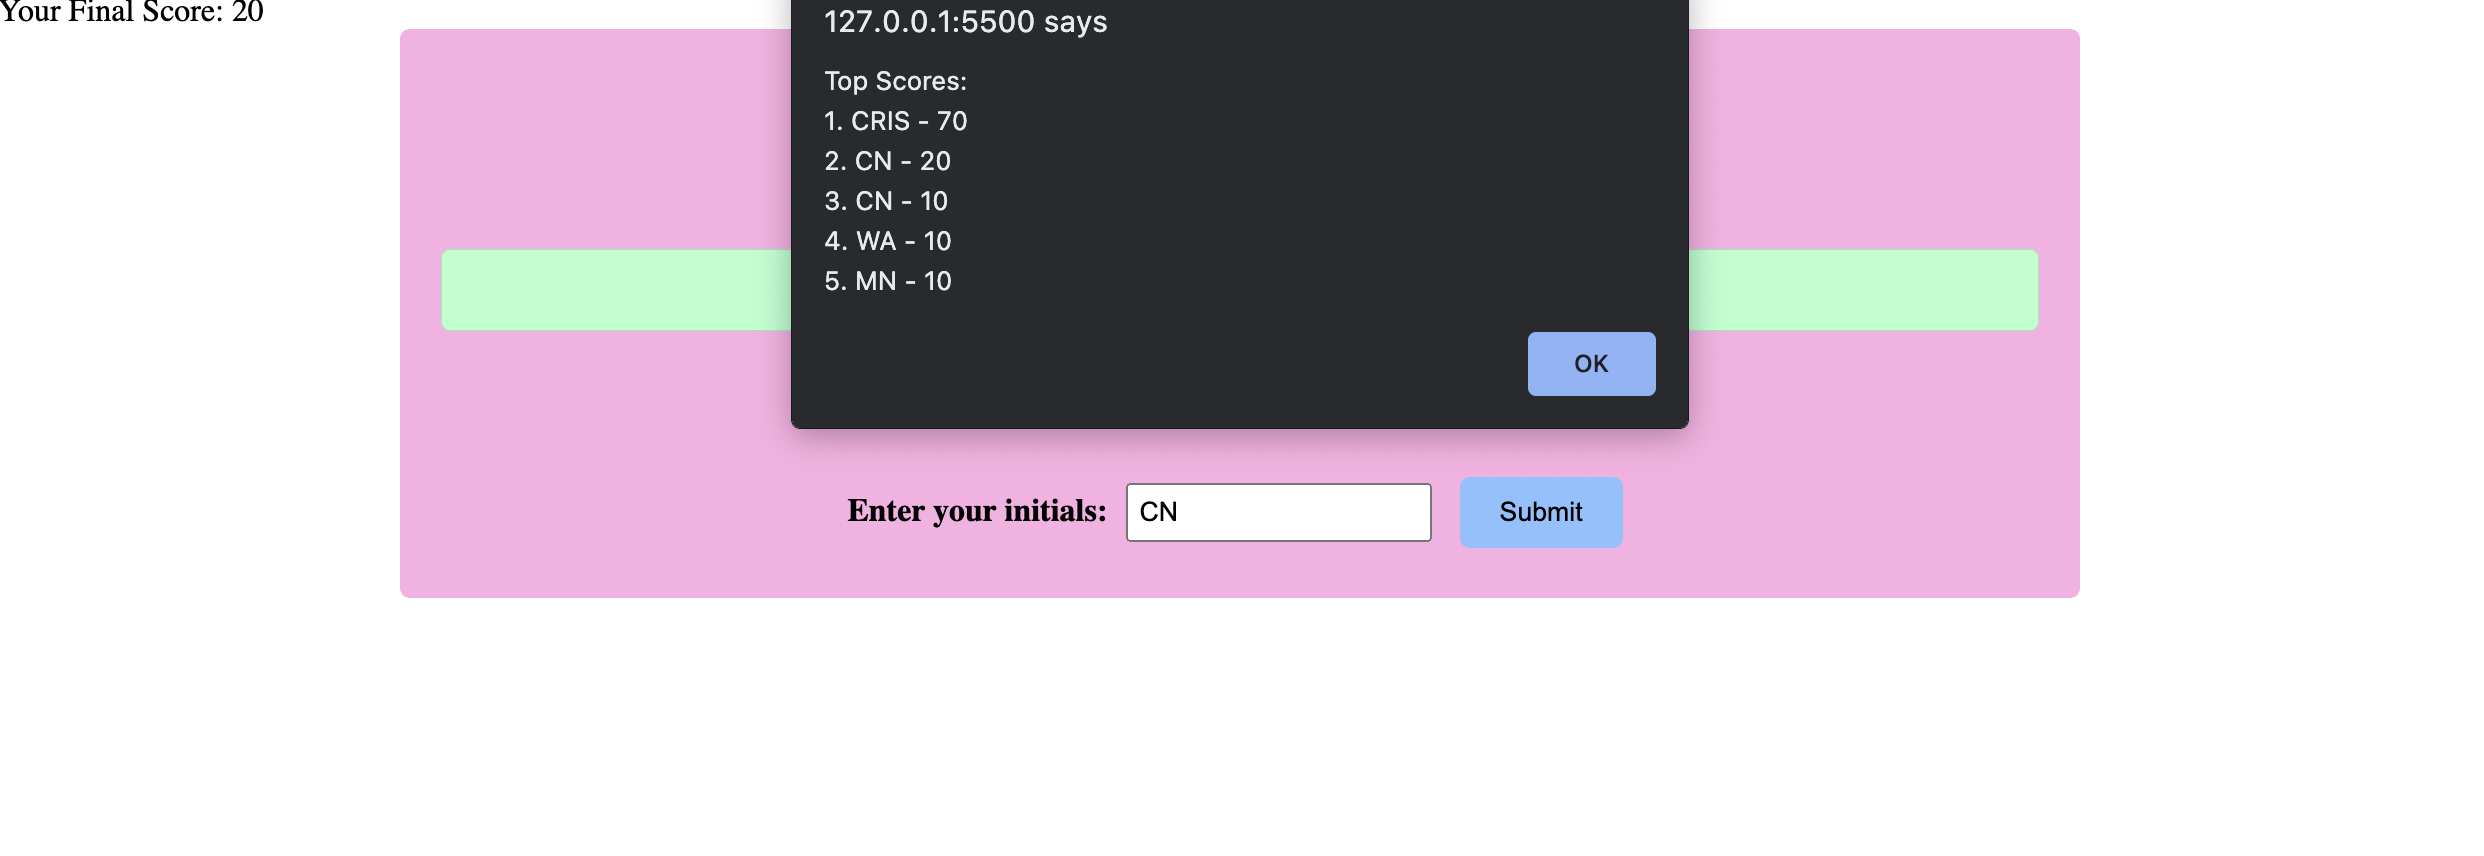 Your Final Score: 20
127.0.0.1:5500 says
Top Scores:
1. CRIS - 70
2. CN - 20
3. CN - 10
4. WA - 10
5. MN - 10
OK
Enter your initials: CN Submit